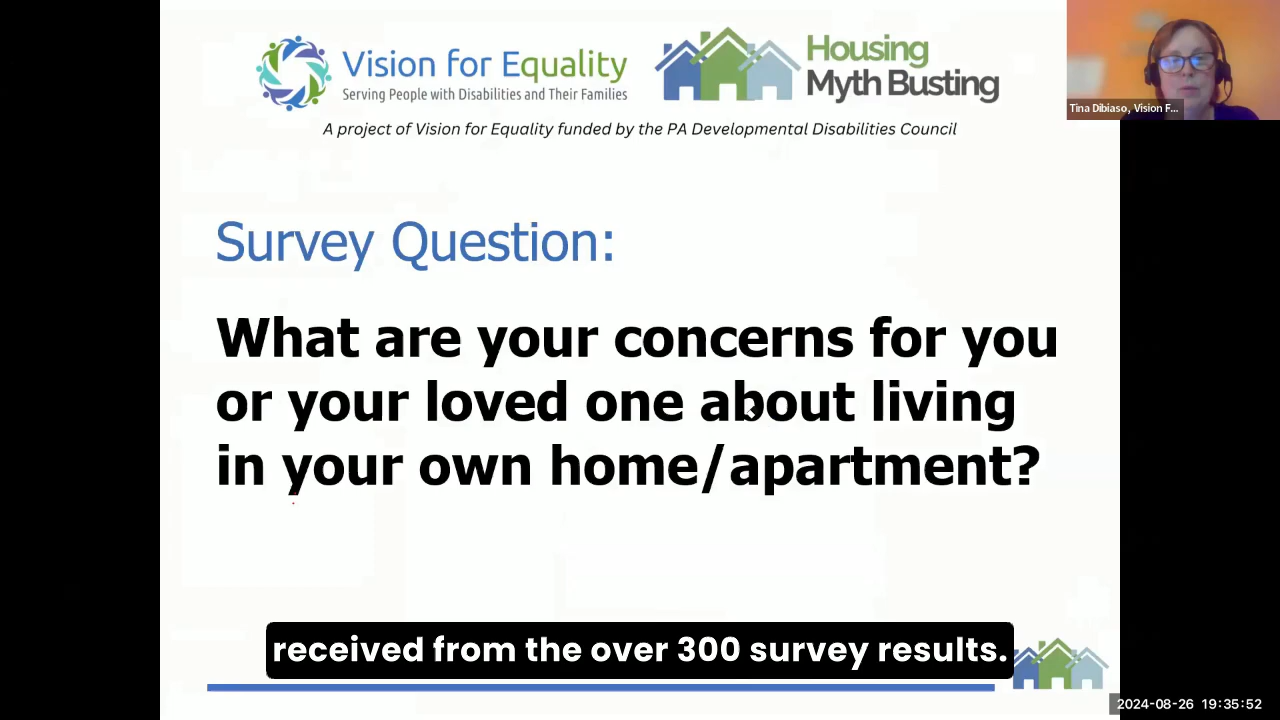 Vision for Equality
Serving People with Disabilities and Their Families
Housing
Myth Busting
A project of Vision for Equality funded by the PA Developmental Disabilities Council
Tina Dibiaso, Vision F...
Survey Question:
What are your concerns for you
or your loved one about living
in your own home/apartment?
received from the over 300 survey results.
2024-08-26 19:35:52